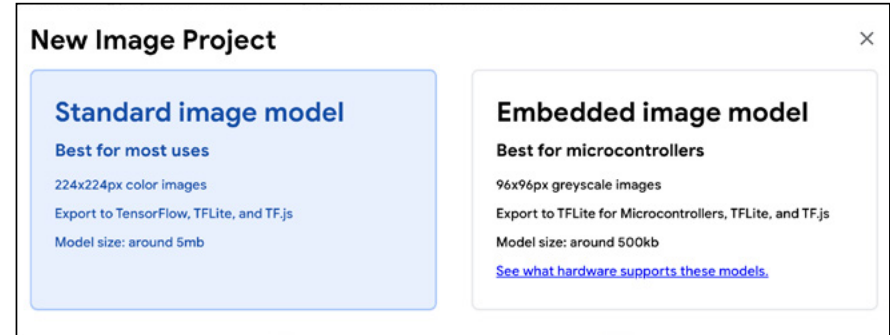 New Image Project
Standard image model
Best for most uses
224x224px color images
Export to TensorFlow, TFLite, and TF.js
Model size: around 5mb
Embedded image model
Best for microcontrollers
96x96px greyscale images
Export to TFLite for Microcontrollers, TFLite, and TF.js
Model size: around 500kb
See what hardware supports these models.